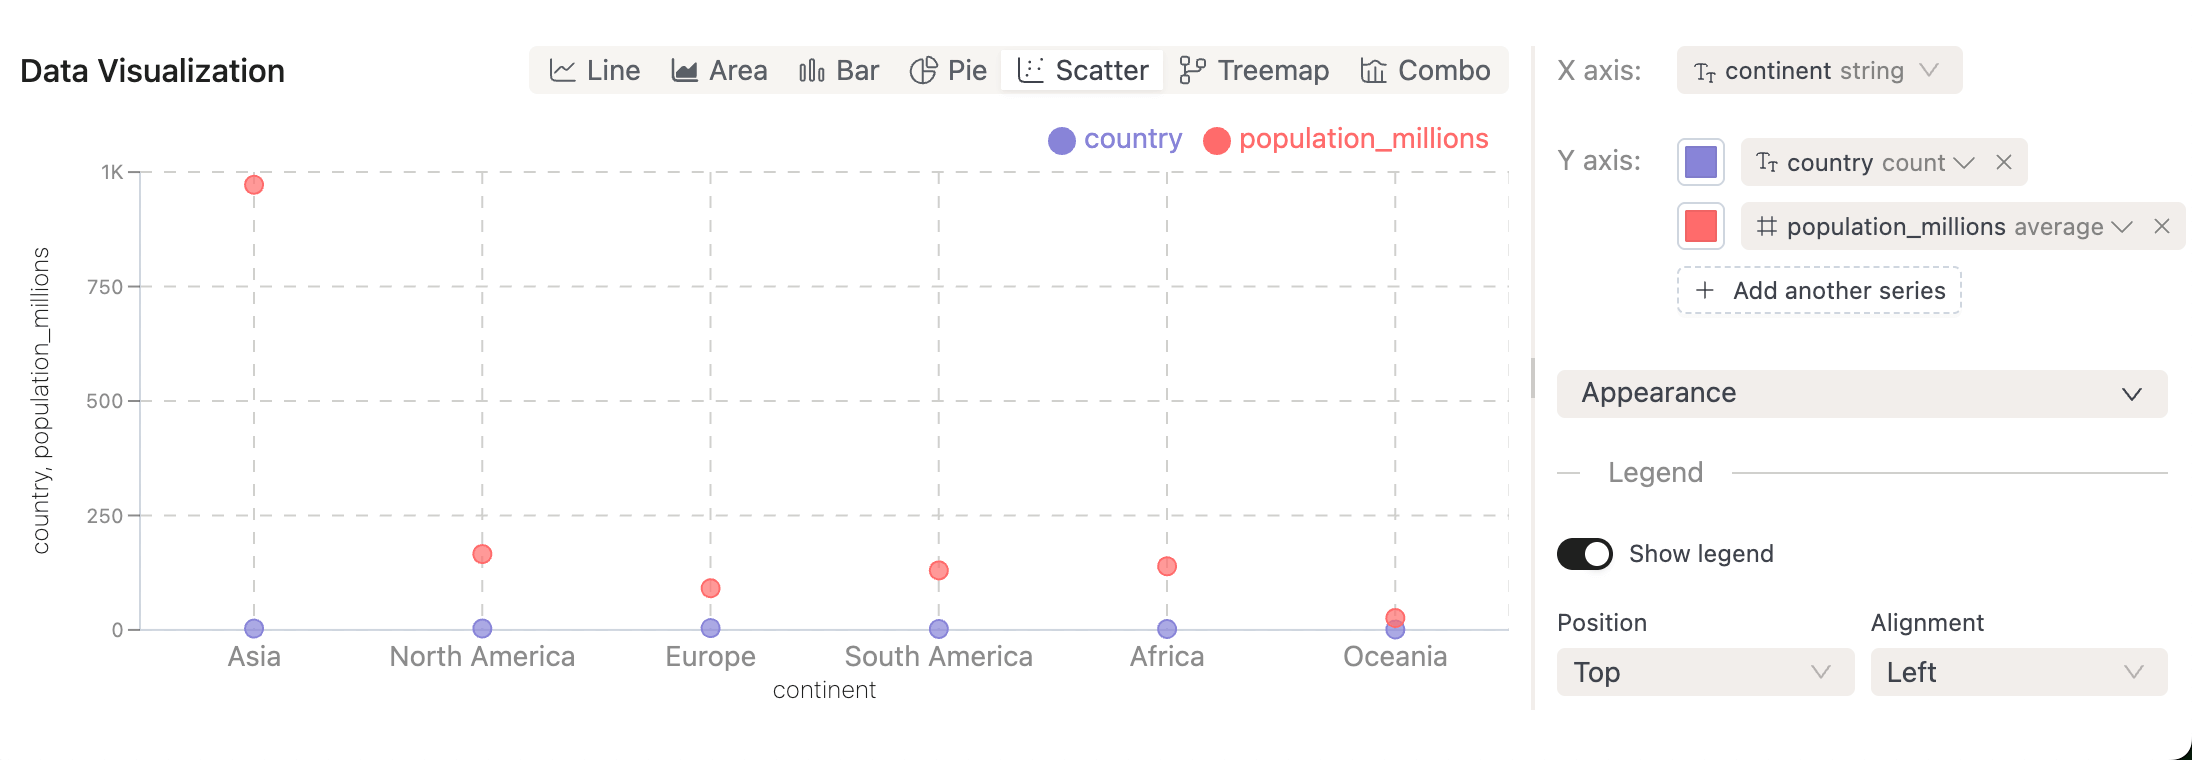 Data Visualization
Line Area Bar Pie Scatter Treemap Combo
country population_millions
1K
750
500
250
0
country, population_millions
Asia North America Europe South America Africa Oceania
continent
X axis: continent string
Y axis: country count
population_millions average
+ Add another series
Appearance
Legend
Show legend
Position Alignment
Top Left